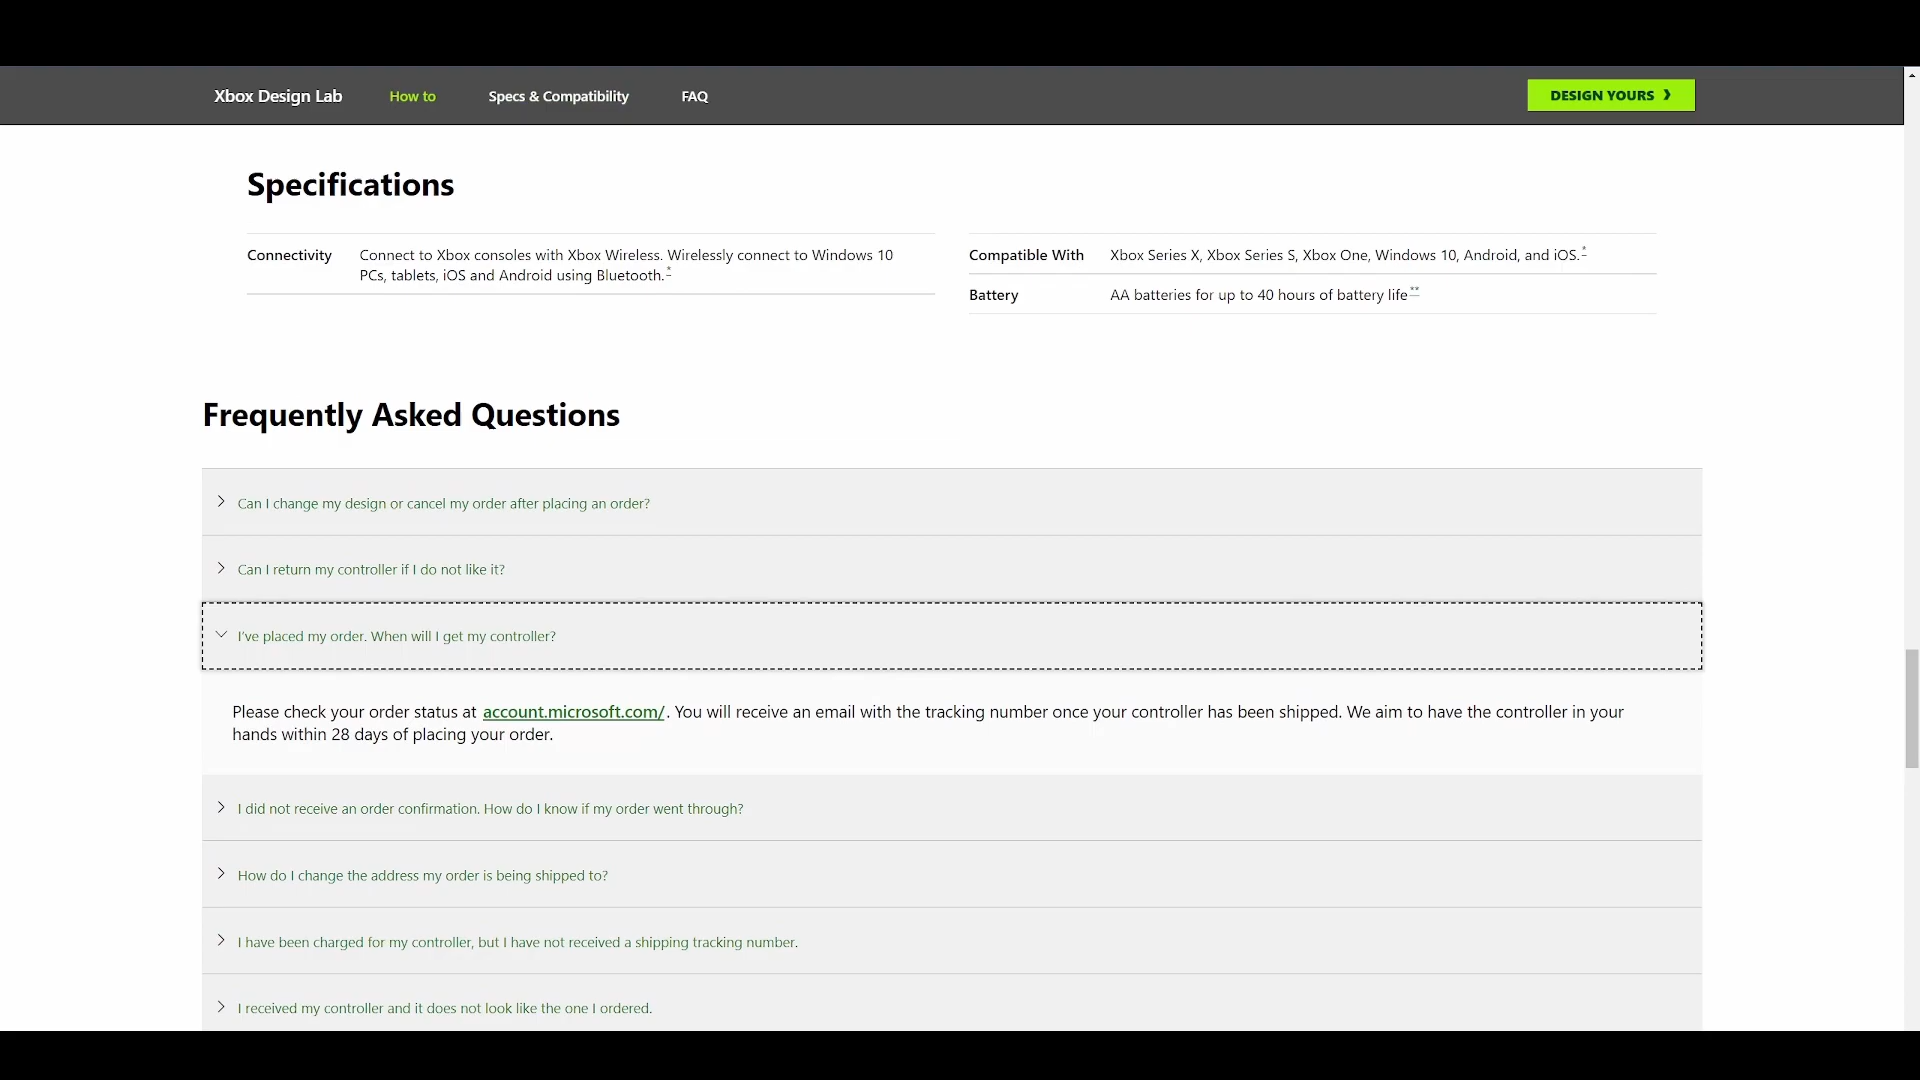 Xbox Design Lab How to Specs & Compatibility FAQ DESIGN YOURS ❯
Specifications
Connectivity Connect to Xbox consoles with Xbox Wireless. Wirelessly connect to Windows 10
PCs, tablets, iOS and Android using Bluetooth.*
Compatible With Xbox Series X, Xbox Series S, Xbox One, Windows 10, Android, and iOS.*
Battery AA batteries for up to 40 hours of battery life**
Frequently Asked Questions
Can I change my design or cancel my order after placing an order?
Can I return my controller if I do not like it?
I’ve placed my order. When will I get my controller?
Please check your order status at account.microsoft.com/. You will receive an email with the tracking number once your controller has been shipped. We aim to have the controller in your
hands within 28 days of placing your order.
I did not receive an order confirmation. How do I know if my order went through?
How do I change the address my order is being shipped to?
I have been charged for my controller, but I have not received a shipping tracking number.
I received my controller and it does not look like the one I ordered.